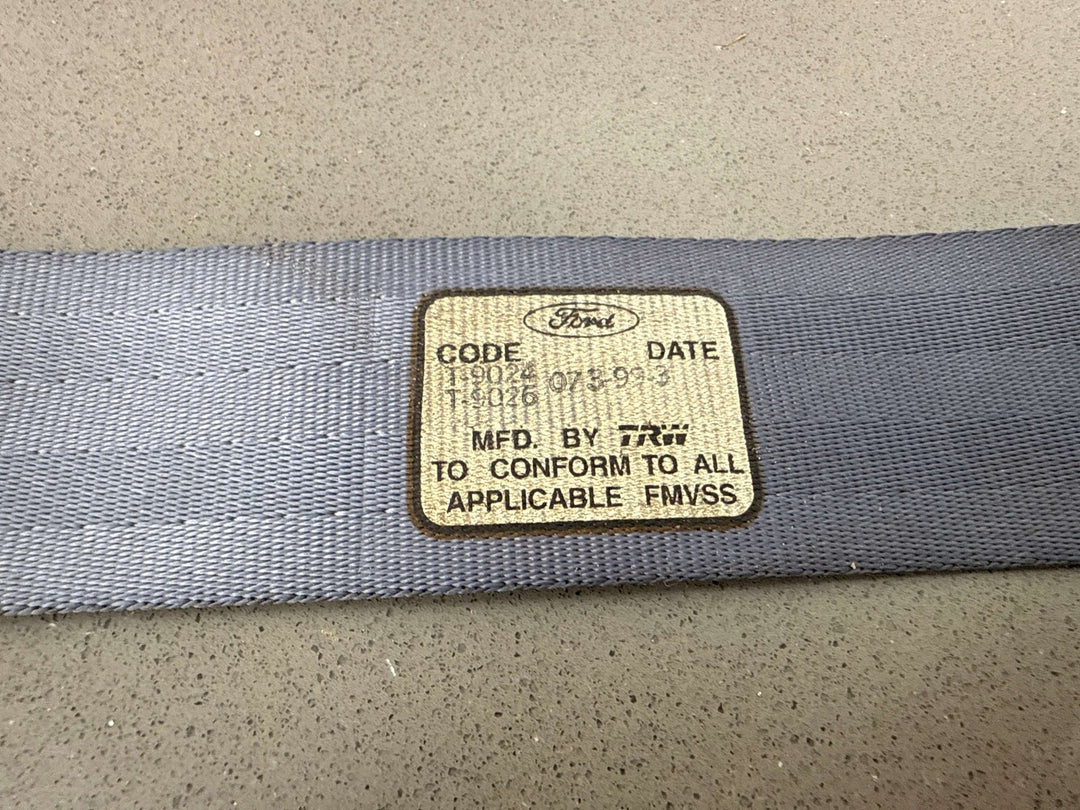 Ford
CODE DATE
T-9024 073-99-3
T-9026
MFD. BY TRW
TO CONFORM TO ALL
APPLICABLE FMVSS